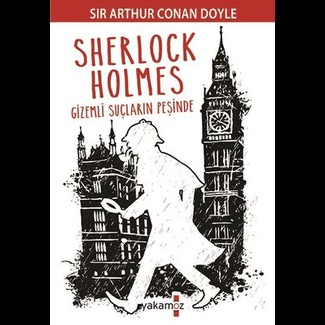 SIR ARTHUR CONAN DOYLE
SHERLOCK
HOLMES
GİZEMLİ SUÇLARIN PEŞİNDE
yakamoz